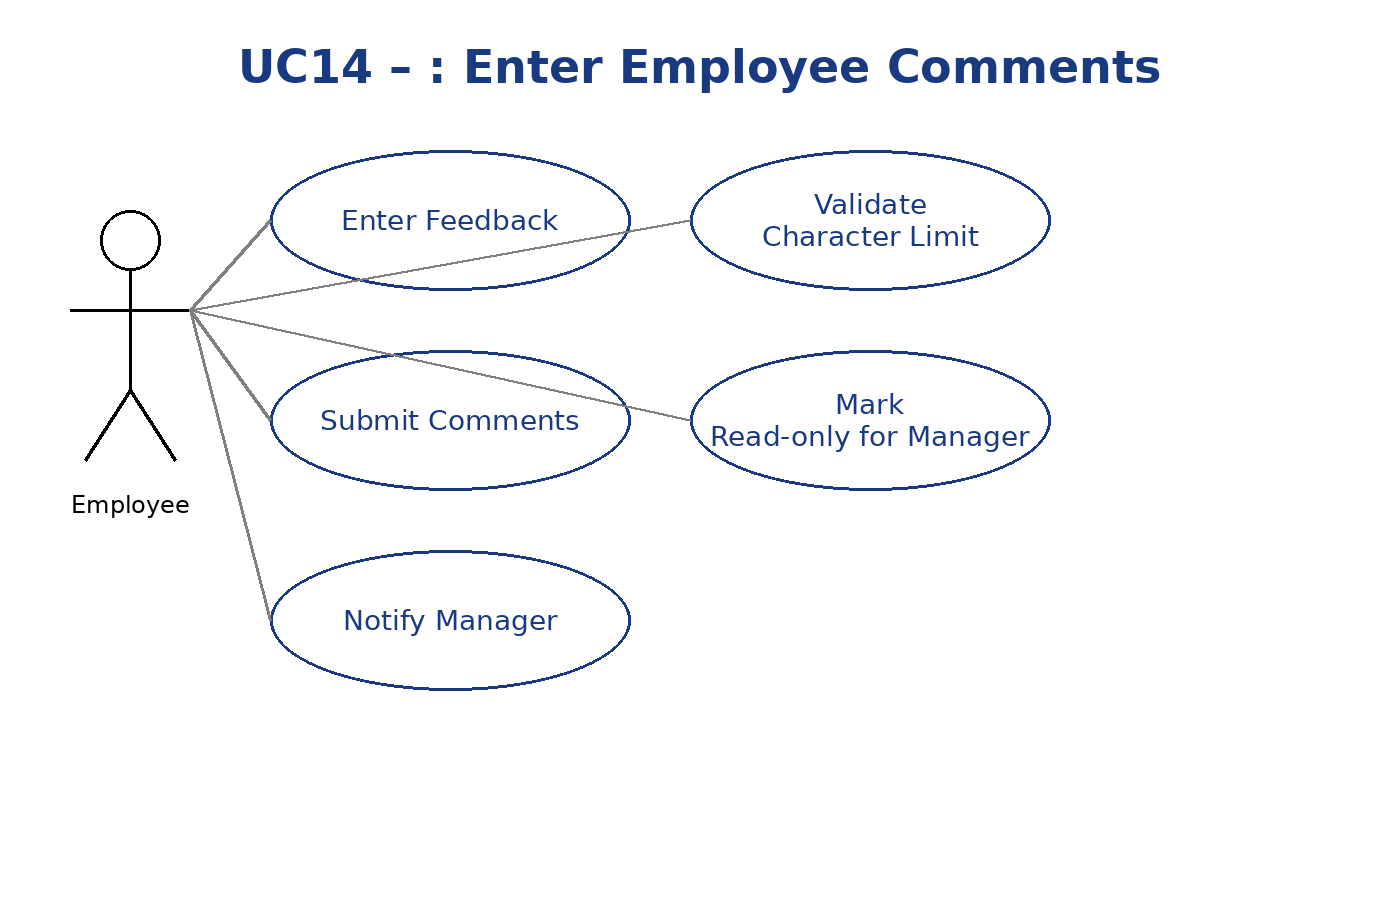 UC14 – : Enter Employee Comments
Enter Feedback
Validate
Character Limit
Submit Comments
Mark
Read-only for Manager
Employee
Notify Manager